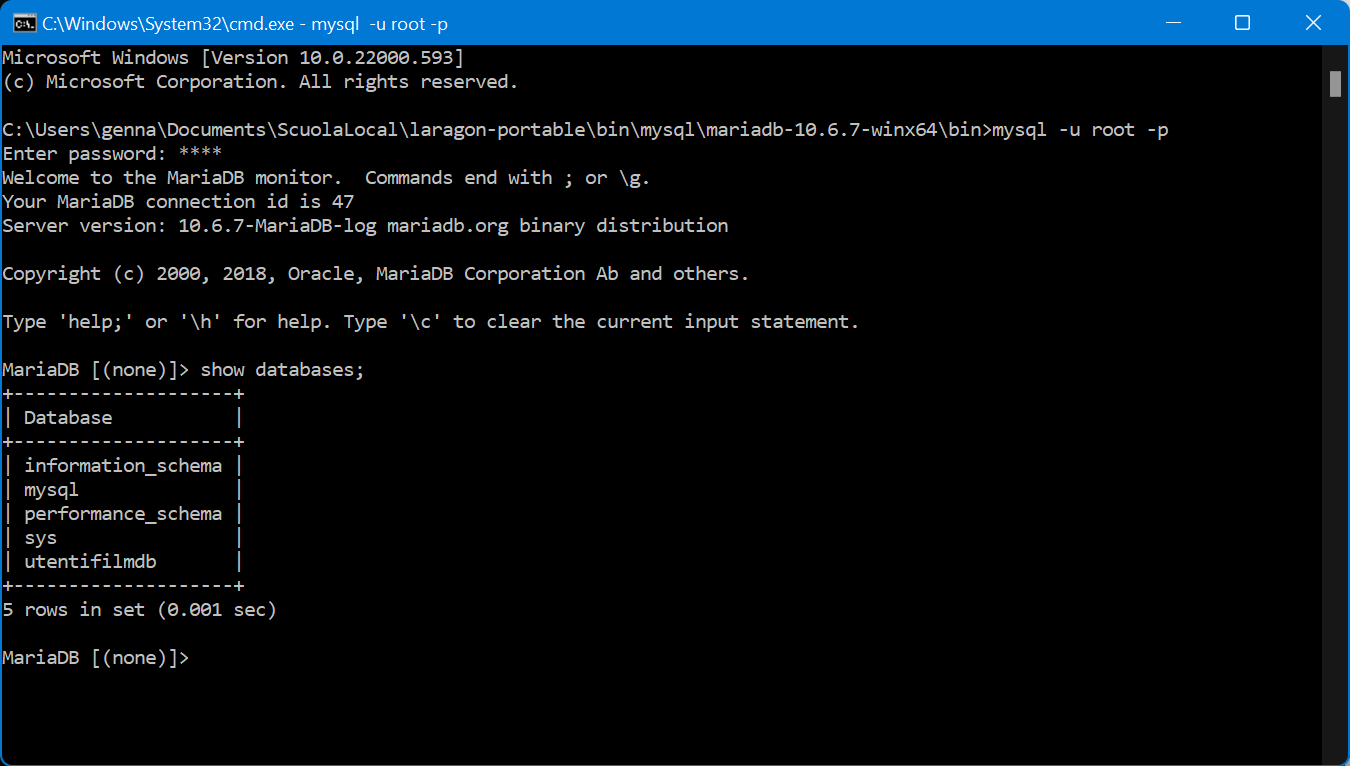 C:\Windows\System32\cmd.exe - mysql  -u root -p
Microsoft Windows [Version 10.0.22000.593]
(c) Microsoft Corporation. All rights reserved.
C:\Users\genna\Documents\ScuolaLocal\laragon-portable\bin\mysql\mariadb-10.6.7-winx64\bin>mysql -u root -p
Enter password: ****
Welcome to the MariaDB monitor.  Commands end with ; or \g.
Your MariaDB connection id is 47
Server version: 10.6.7-MariaDB-log mariadb.org binary distribution
Copyright (c) 2000, 2018, Oracle, MariaDB Corporation Ab and others.
Type 'help;' or '\h' for help. Type '\c' to clear the current input statement.
MariaDB [(none)]> show databases;
+--------------------+
| Database           |
+--------------------+
| information_schema |
| mysql              |
| performance_schema |
| sys                |
| utentifilmdb       |
+--------------------+
5 rows in set (0.001 sec)
MariaDB [(none)]>